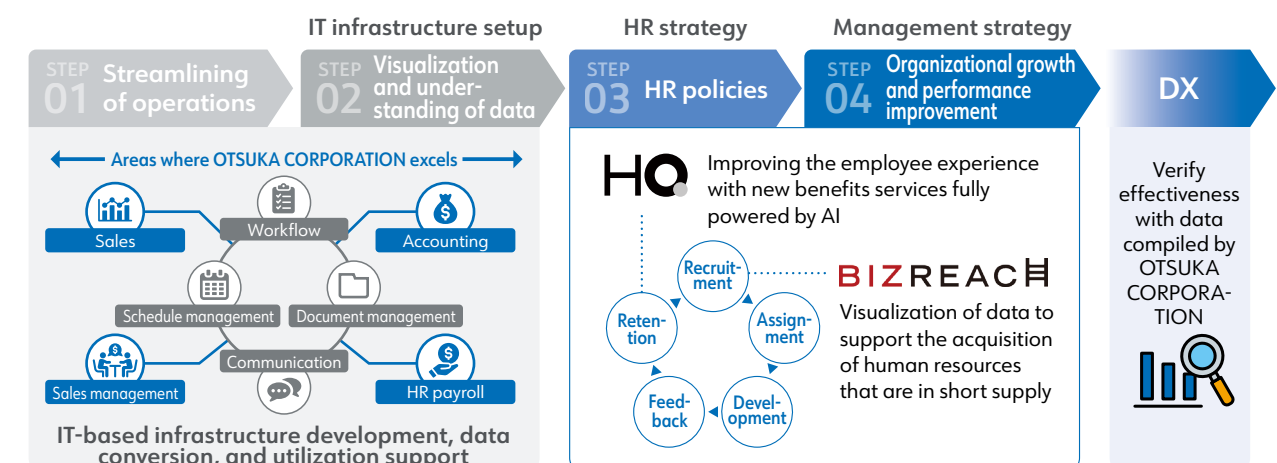 IT infrastructure setup
HR strategy
Management strategy
STEP
01
Streamlining
of operations
STEP
02
Visualization
and under-
standing of data
STEP
03
HR policies
STEP
04
Organizational growth
and performance
improvement
DX
Areas where OTSUKA CORPORATION excels
Sales
Workflow
Accounting
Schedule management
Document management
Sales management
Communication
HR payroll
IT-based infrastructure development, data
conversion, and utilization support
HQ
Improving the employee experience
with new benefits services fully
powered by AI
Recruit-
ment
Assign-
ment
Devel-
opment
Feed-
back
Reten-
tion
BIZREACH
Visualization of data to
support the acquisition
of human resources
that are in short supply
Verify
effectiveness
with data
compiled by
OTSUKA
CORPORA-
TION